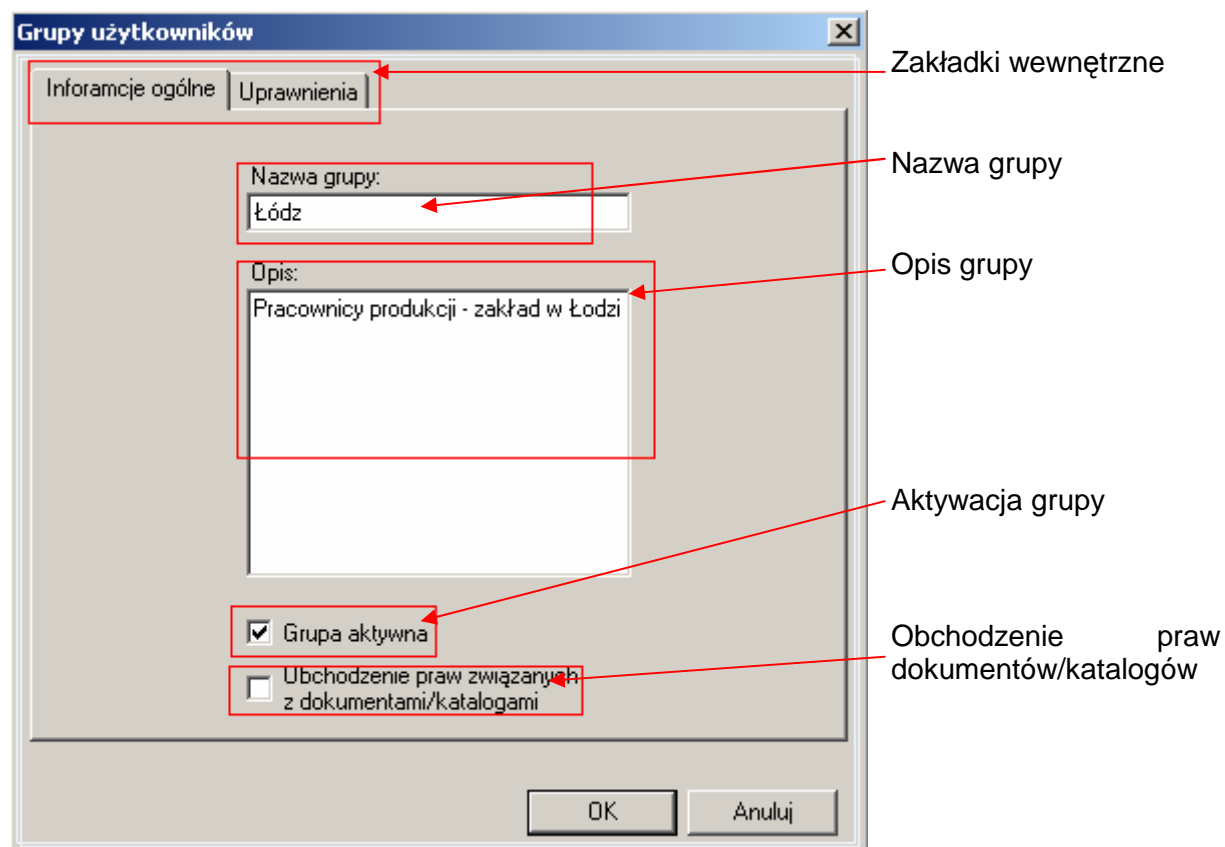 Grupy użytkowników
Zakładki wewnętrzne
Inforamcje ogólne
Uprawnienia
Nazwa grupy
Nazwa grupy:
Łódz
Opis grupy
Opis:
Pracownicy produkcji - zakład w Łodzi
Aktywacja grupy
Grupa aktywna
Obchodzenie praw
dokumentów/katalogów
Obchodzenie praw związanych
z dokumentami/katalogami
OK
Anuluj